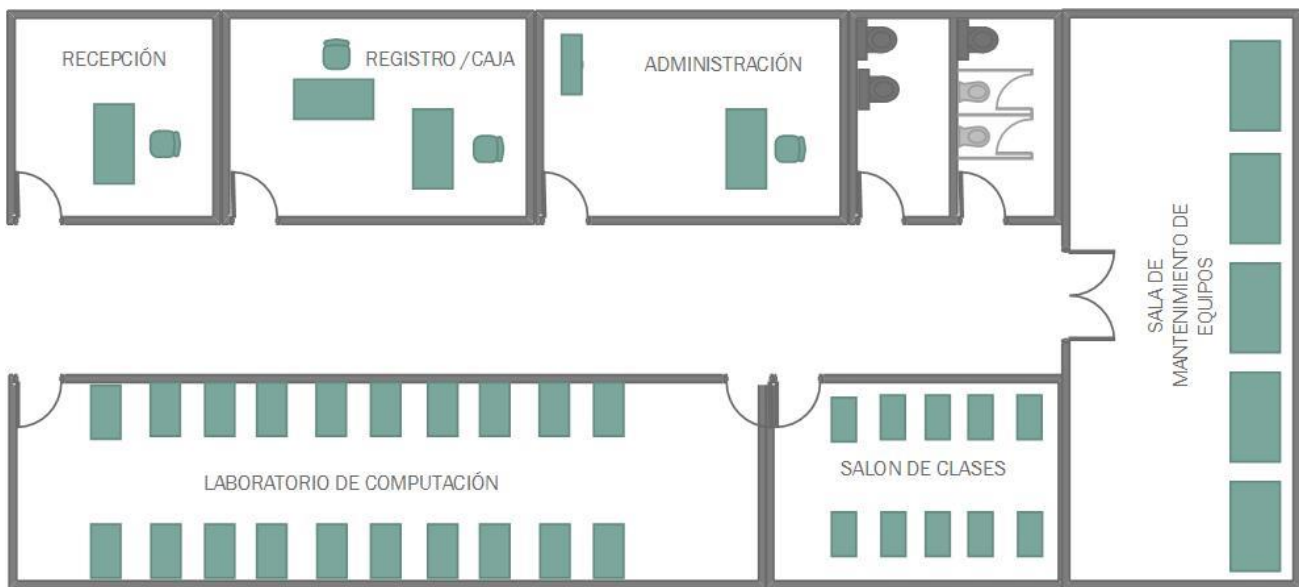 RECEPCIÓN
REGISTRO /CAJA
ADMINISTRACIÓN
SALA DE
MANTENIMIENTO DE
EQUIPOS
LABORATORIO DE COMPUTACIÓN
SALON DE CLASES